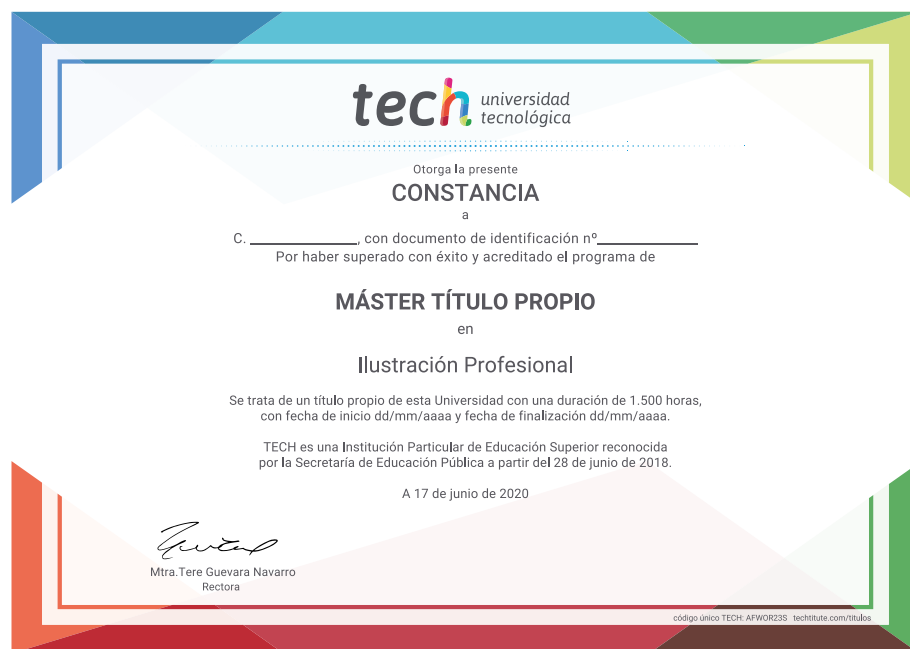 tech universidad
tecnológica
Otorga la presente
CONSTANCIA
a
C. ______________, con documento de identificación nº_____________
Por haber superado con éxito y acreditado el programa de
MÁSTER TÍTULO PROPIO
en
Ilustración Profesional
Se trata de un título propio de esta Universidad con una duración de 1.500 horas,
con fecha de inicio dd/mm/aaaa y fecha de finalización dd/mm/aaaa.
TECH es una Institución Particular de Educación Superior reconocida
por la Secretaría de Educación Pública a partir del 28 de junio de 2018.
A 17 de junio de 2020
Mtra.Tere Guevara Navarro
Rectora
código único TECH: AFWOR23S techtitute.com/titulos